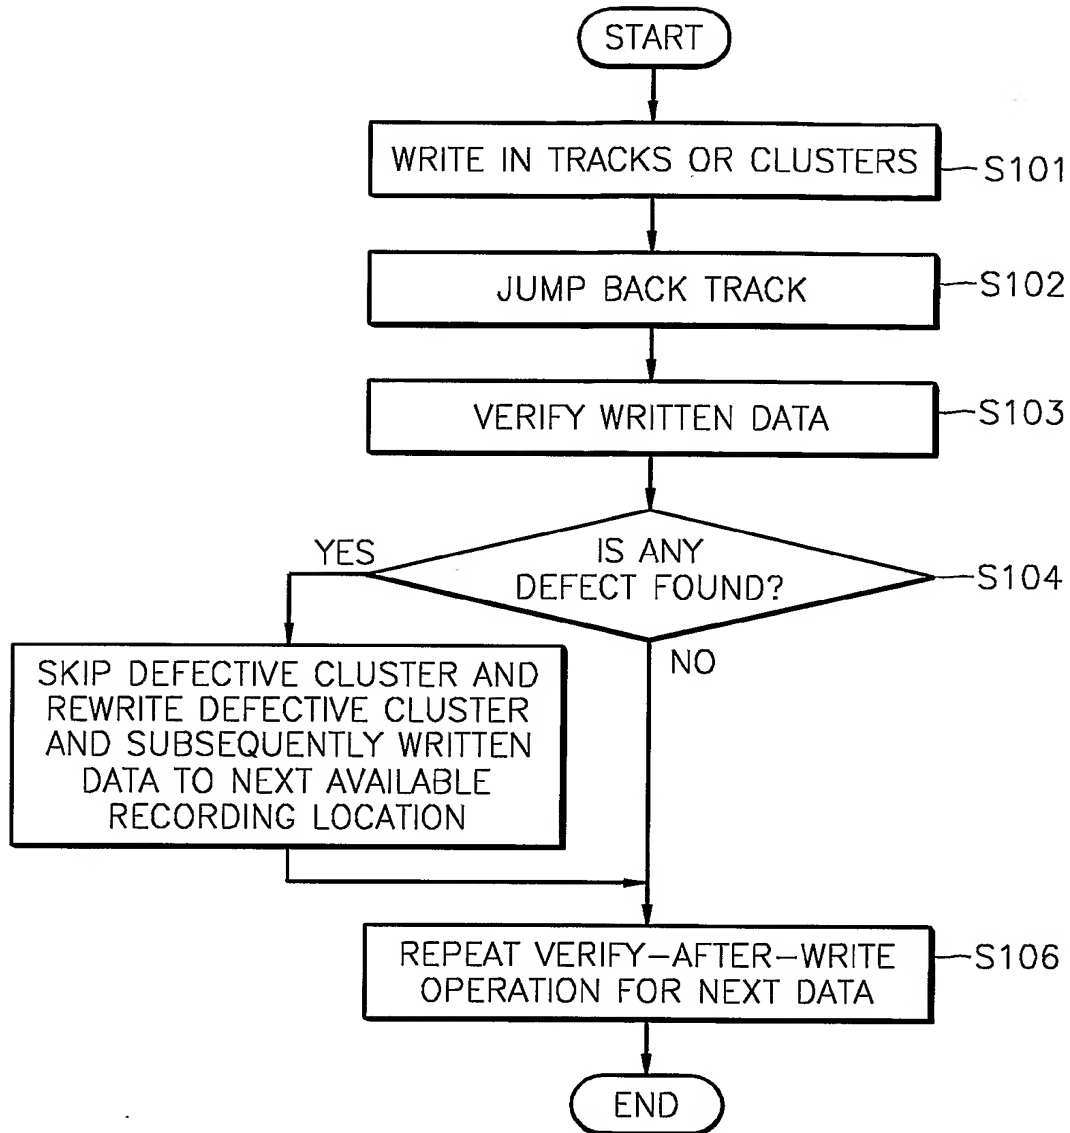 START
WRITE IN TRACKS OR CLUSTERS
S101
JUMP BACK TRACK
S102
VERIFY WRITTEN DATA
S103
YES
IS ANY
DEFECT FOUND?
S104
NO
SKIP DEFECTIVE CLUSTER AND
REWRITE DEFECTIVE CLUSTER
AND SUBSEQUENTLY WRITTEN
DATA TO NEXT AVAILABLE
RECORDING LOCATION
REPEAT VERIFY-AFTER-WRITE
OPERATION FOR NEXT DATA
S106
END